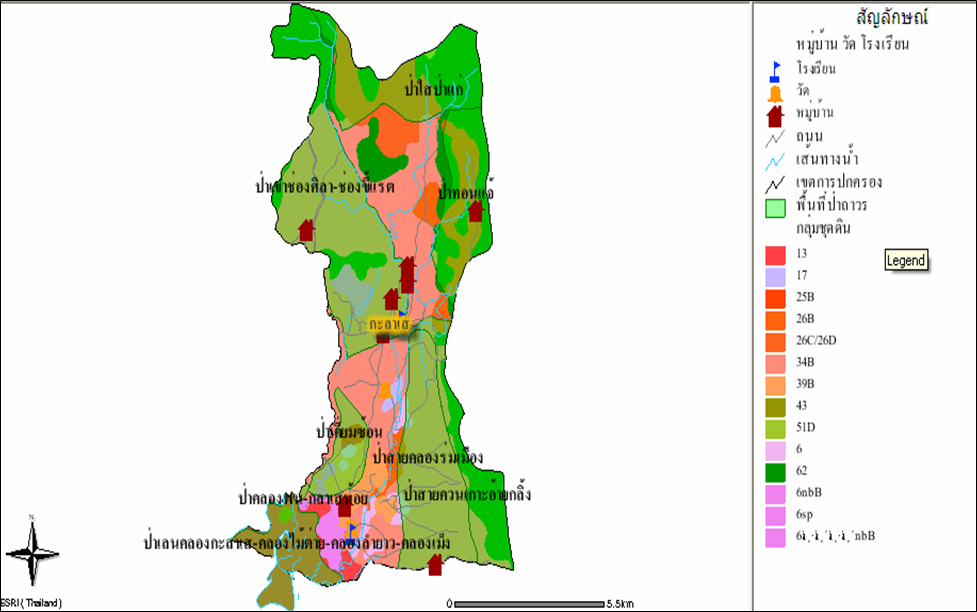 สัญลักษณ์
หมู่บ้าน วัด โรงเรียน
โรงเรียน
วัด
หมู่บ้าน
ถนน
เส้นทางน้ำ
เขตการปกครอง
พื้นที่ป่าถาวร
กลุ่มชุดดิน
Legend
13
17
25B
26B
26C/26D
34B
39B
43
51D
6
62
6nbB
6sp
ป่าใสป่าแก่
ป่าเขาช่องศิลา-ช่องขี้แรต
ป่าทอนแจ้
กะลาเส
ป่าเคี่ยมซ้อน
ป่าสายคลองร่มเมือง
ป่าสายควนเกาะอ้ายกลิ้ง
N
ESRI ( Thailand)
0 5.5km